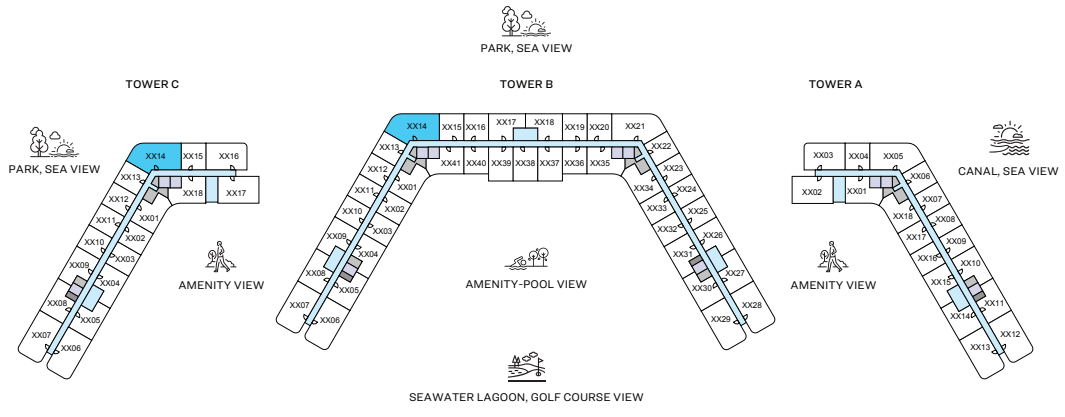 PARK, SEA VIEW
TOWER C
TOWER B
TOWER A
PARK, SEA VIEW
CANAL, SEA VIEW
XX14
XX15
XX16
XX13
XX12
XX11
XX10
XX09
XX08
XX07
XX18
XX17
XX01
XX02
XX03
XX04
XX05
XX06
XX14
XX15
XX16
XX17
XX18
XX19
XX20
XX21
XX13
XX12
XX11
XX10
XX09
XX08
XX07
XX41
XX40
XX39
XX38
XX37
XX36
XX35
XX01
XX02
XX03
XX04
XX05
XX06
XX22
XX23
XX24
XX25
XX26
XX27
XX28
XX34
XX33
XX32
XX31
XX30
XX29
XX03
XX04
XX05
XX02
XX01
XX06
XX07
XX08
XX09
XX10
XX11
XX12
XX18
XX17
XX16
XX15
XX14
XX13
AMENITY VIEW
AMENITY-POOL VIEW
AMENITY VIEW
SEAWATER LAGOON, GOLF COURSE VIEW